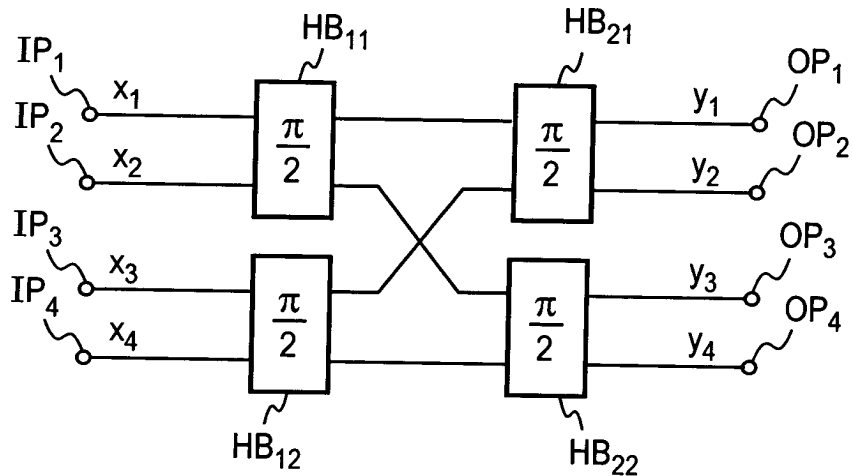 HB₁₁
HB₂₁
IP₁
OP₁
x₁
y₁
IP₂
OP₂
π/2
π/2
x₂
y₂
IP₃
OP₃
x₃
y₃
IP₄
OP₄
π/2
π/2
x₄
y₄
HB₁₂
HB₂₂